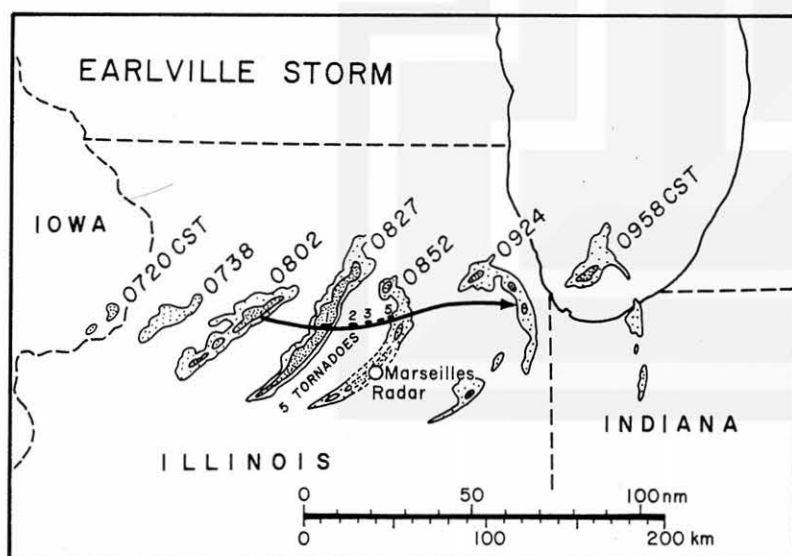 EARLVILLE STORM
IOWA
0720 CST
0738
0802
0827
0852
0924
0958 CST
1 2 3 5
5 TORNADOES
Marseilles
Radar
INDIANA
ILLINOIS
0 50 100 nm
0 100 200 km